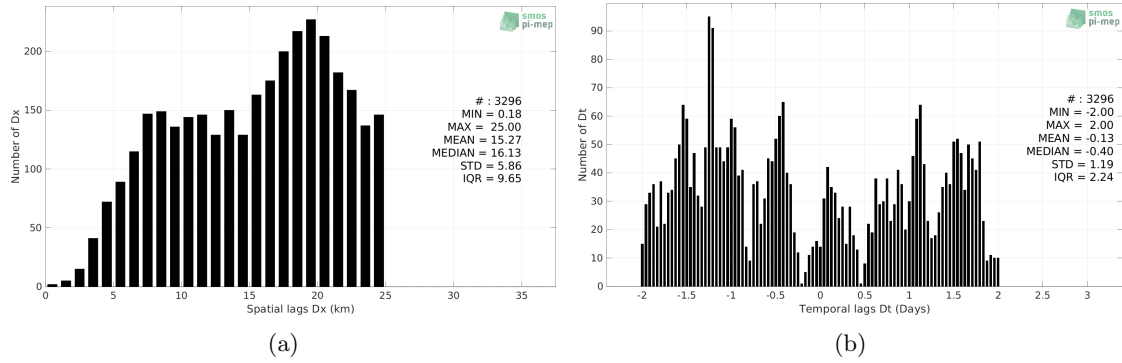 smos
pi-mep
Number of Dx
200
150
100
50
0
# : 3296
MIN = 0.18
MAX = 25.00
MEAN = 15.27
MEDIAN = 16.13
STD = 5.86
IQR = 9.65
0 5 10 15 20 25 30 35
Spatial lags Dx (km)
(a)
smos
pi-mep
Number of Dt
90
80
70
60
50
40
30
20
10
0
# : 3296
MIN = -2.00
MAX = 2.00
MEAN = -0.13
MEDIAN = -0.40
STD = 1.19
IQR = 2.24
-2 -1.5 -1 -0.5 0 0.5 1 1.5 2 2.5 3
Temporal lags Dt (Days)
(b)